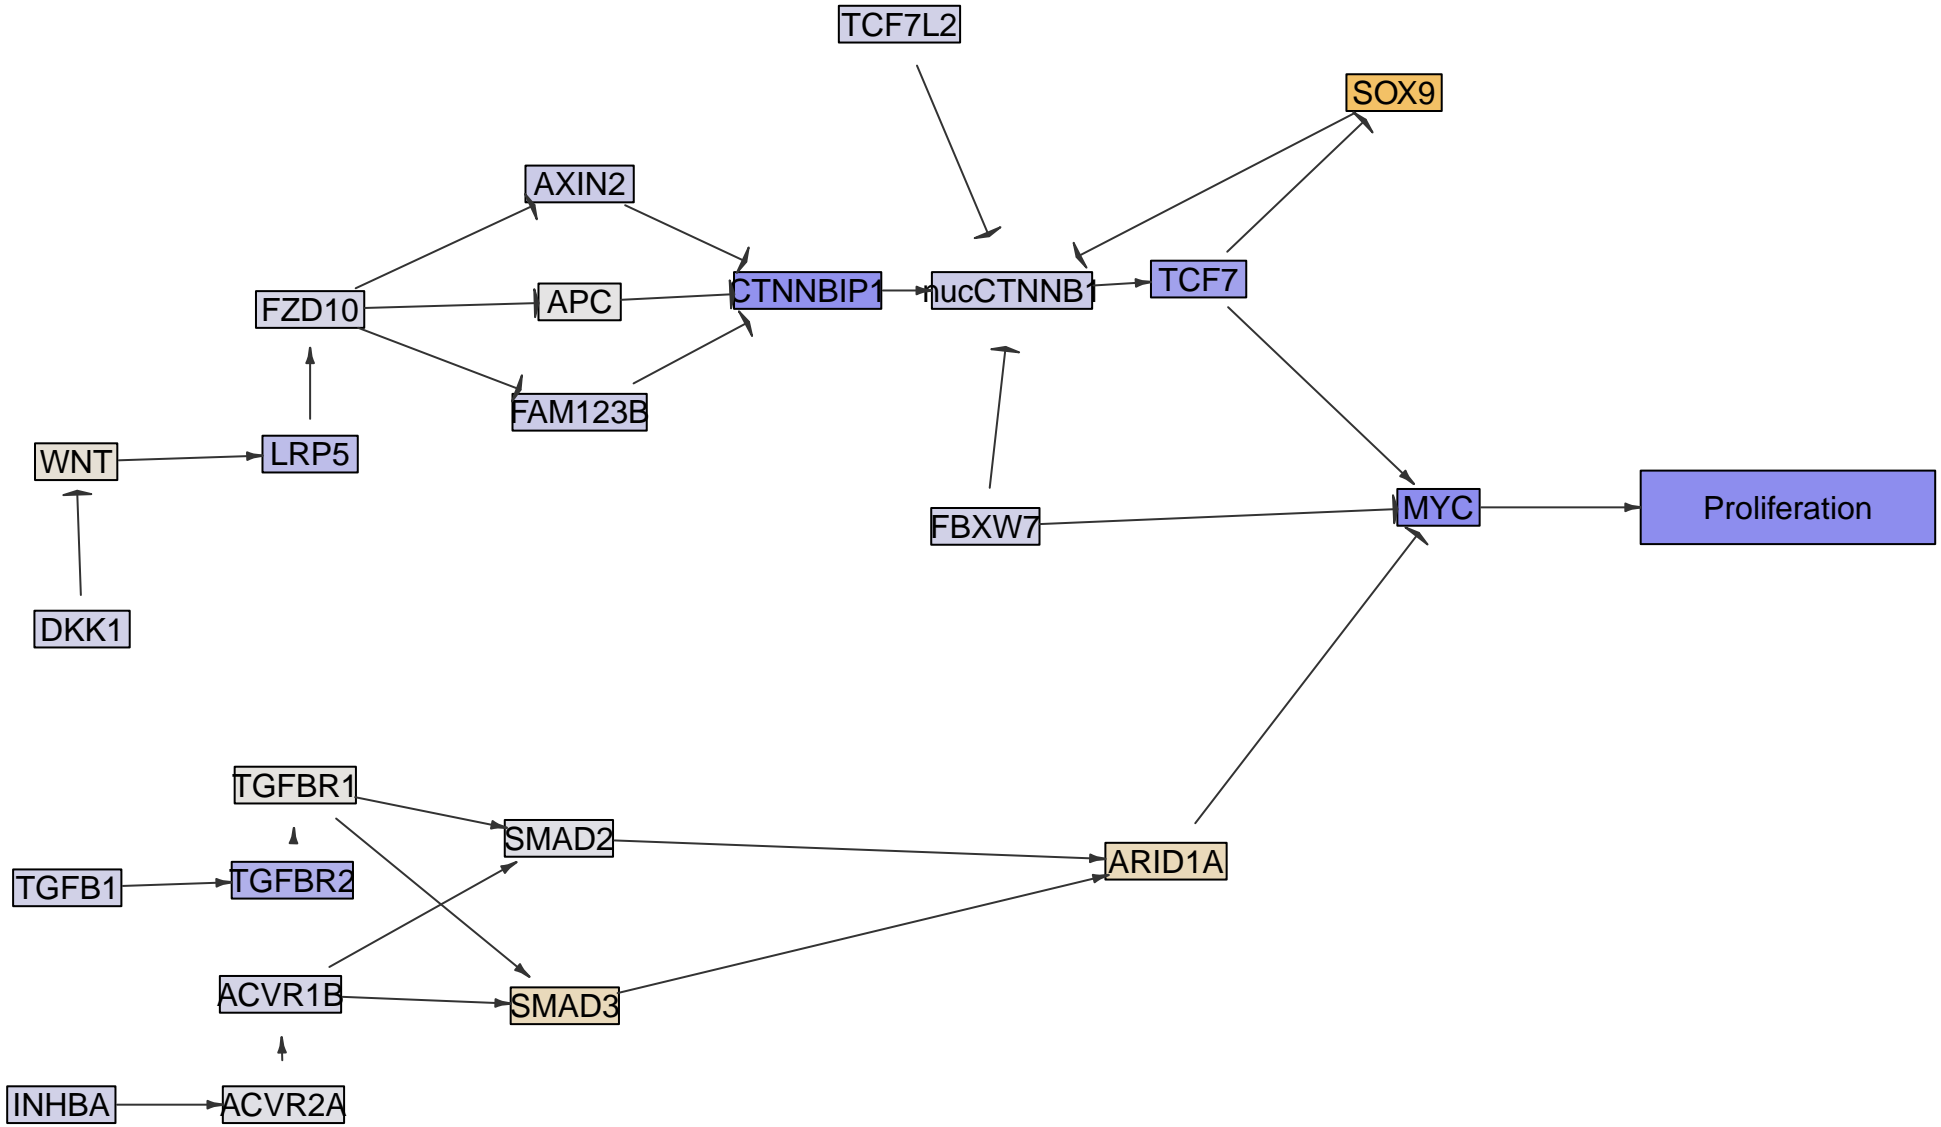 TCF7L2
SOX9
AXIN2
TCF7
CTNNBIP1
nucCTNNB1
APC
FZD10
FAM123B
LRP5
WNT
MYC
Proliferation
FBXW7
DKK1
TGFBR1
SMAD2
ARID1A
TGFBR2
TGFB1
ACVR1B
SMAD3
INHBA
ACVR2A